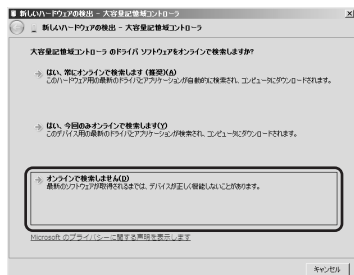 新しいハードウェアの検出 - 大容量記憶域コントローラ
新しいハードウェアの検出 - 大容量記憶域コントローラ
大容量記憶域コントローラ のドライバ ソフトウェアをオンラインで検索しますか?
はい、常にオンラインで検索します (推奨)(A)
このハードウェア用の最新のドライバとアプリケーションが自動的に検索され、コンピュータにダウンロードされます。
はい、今回のみオンラインで検索します(Y)
このデバイス用の最新のドライバとアプリケーションが検索され、コンピュータにダウンロードされます。
オンラインで検索しません(D)
最新のソフトウェアが取得されるまでは、デバイスが正しく機能しないことがあります。
Microsoft のプライバシーに関する声明を表示します
キャンセル